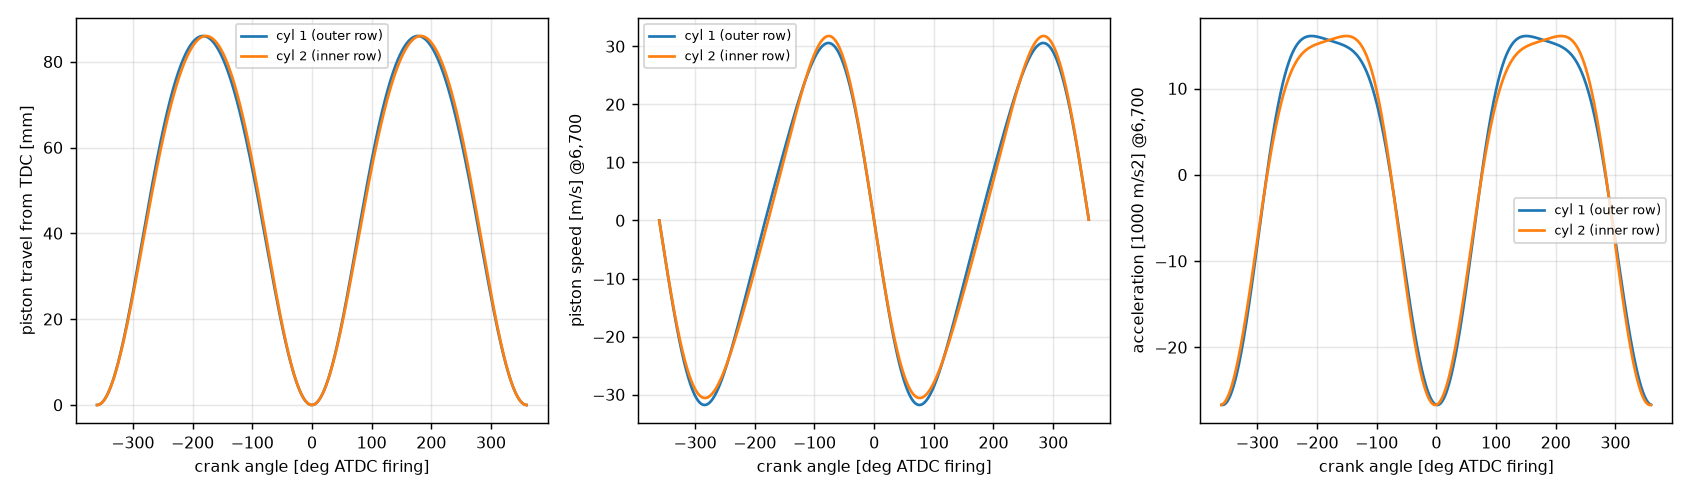 piston travel from TDC [mm]
80
60
40
20
0
−300 −200 −100 0 100 200 300
crank angle [deg ATDC firing]
cyl 1 (outer row)
cyl 2 (inner row)
piston speed [m/s] @6,700
30
20
10
0
−10
−20
−30
−300 −200 −100 0 100 200 300
crank angle [deg ATDC firing]
cyl 1 (outer row)
cyl 2 (inner row)
acceleration [1000 m/s2] @6,700
10
0
−10
−20
−300 −200 −100 0 100 200 300
crank angle [deg ATDC firing]
cyl 1 (outer row)
cyl 2 (inner row)